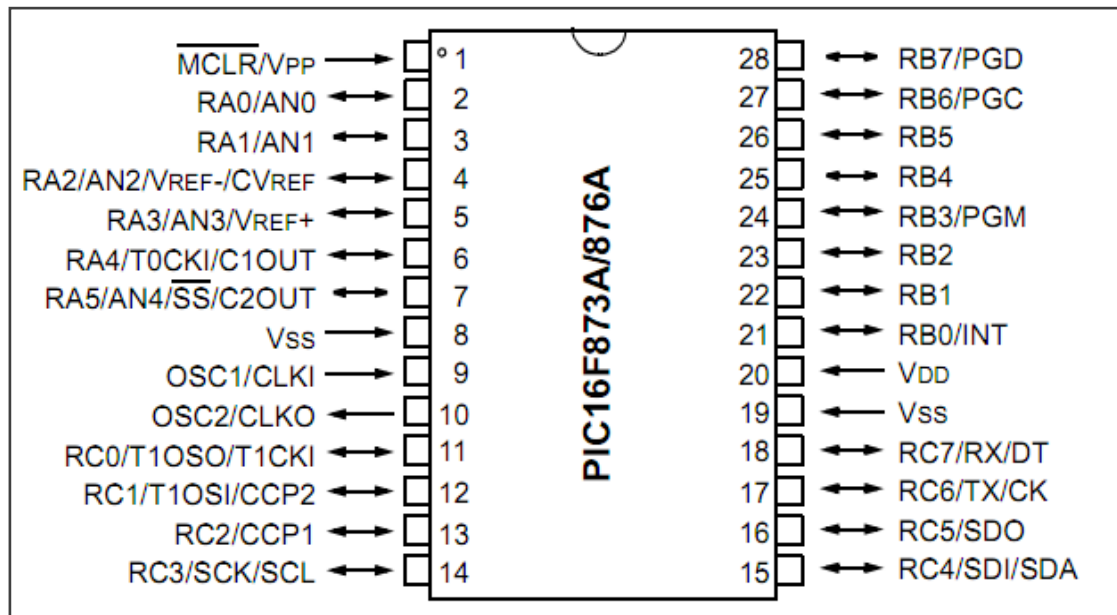 MCLR/VPP 1
RA0/AN0 2
RA1/AN1 3
RA2/AN2/VREF-/CVREF 4
RA3/AN3/VREF+ 5
RA4/T0CKI/C1OUT 6
RA5/AN4/SS/C2OUT 7
VSS 8
OSC1/CLKI 9
OSC2/CLKO 10
RC0/T1OSO/T1CKI 11
RC1/T1OSI/CCP2 12
RC2/CCP1 13
RC3/SCK/SCL 14
PIC16F873A/876A
28 RB7/PGD
27 RB6/PGC
26 RB5
25 RB4
24 RB3/PGM
23 RB2
22 RB1
21 RB0/INT
20 VDD
19 VSS
18 RC7/RX/DT
17 RC6/TX/CK
16 RC5/SDO
15 RC4/SDI/SDA